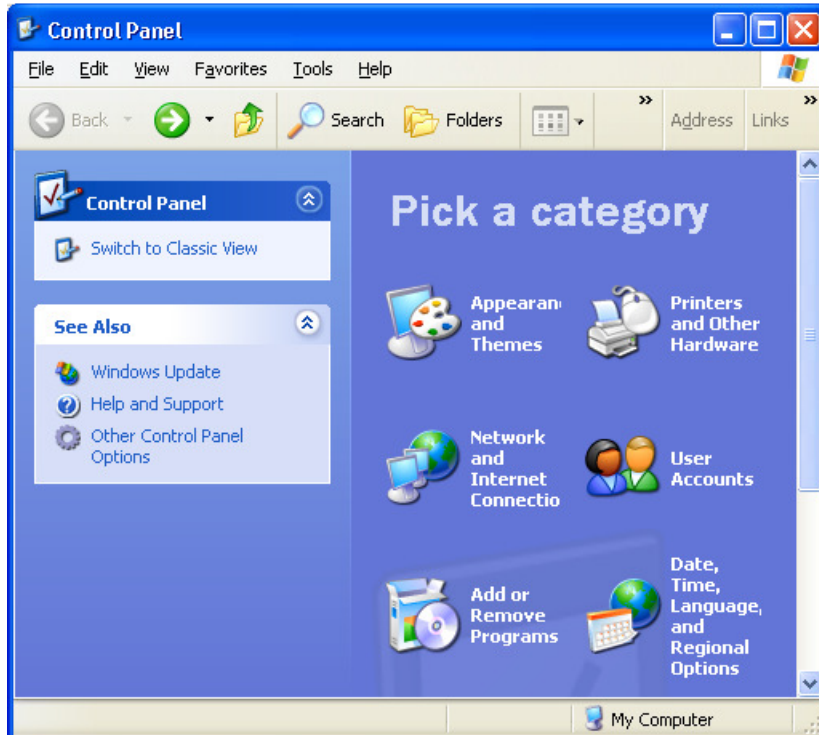 Control Panel
File Edit View Favorites Tools Help
Back Search Folders » Address Links »
Control Panel
Switch to Classic View
See Also
Windows Update
Help and Support
Other Control Panel
Options
Pick a category
Appearan
and
Themes
Printers
and Other
Hardware
Network
and
Internet
Connectio
User
Accounts
Add or
Remove
Programs
Date,
Time,
Language,
and
Regional
Options
My Computer